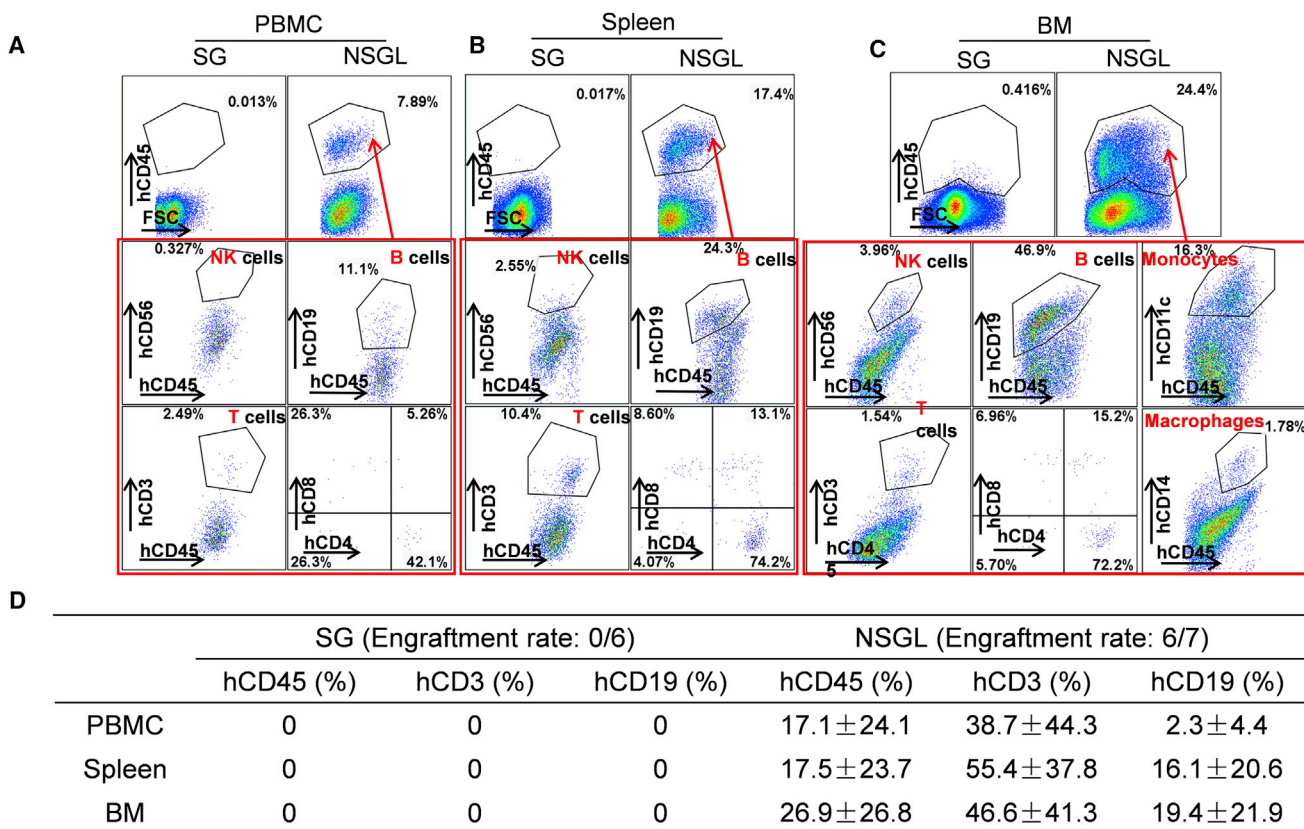 A
PBMC
SG
NSGL
0.013%
7.89%
hCD45
FSC
0.327%
NK cells
11.1%
B cells
hCD56
hCD45
hCD19
hCD45
2.49%
T cells
26.3%
5.26%
hCD3
hCD45
hCD8
hCD4
26.3%
42.1%
B
Spleen
SG
NSGL
0.017%
17.4%
hCD45
FSC
2.55%
NK cells
24.3%
B cells
hCD56
hCD45
hCD19
hCD45
10.4%
T cells
8.60%
13.1%
hCD3
hCD45
hCD8
hCD4
4.07%
74.2%
C
BM
SG
NSGL
0.416%
24.4%
hCD45
FSC
3.96%
NK cells
46.9%
B cells
16.3%
Monocytes
hCD56
hCD45
hCD19
hCD45
hCD11c
hCD45
1.54%
T
cells
6.96%
15.2%
Macrophages
1.78%
hCD3
hCD4
5
hCD8
hCD4
5.70%
72.2%
hCD14
hCD45
D
SG (Engraftment rate: 0/6) NSGL (Engraftment rate: 6/7)
hCD45 (%) hCD3 (%) hCD19 (%) hCD45 (%) hCD3 (%) hCD19 (%)
PBMC 0 0 0 17.1±24.1 38.7±44.3 2.3±4.4
Spleen 0 0 0 17.5±23.7 55.4±37.8 16.1±20.6
BM 0 0 0 26.9±26.8 46.6±41.3 19.4±21.9